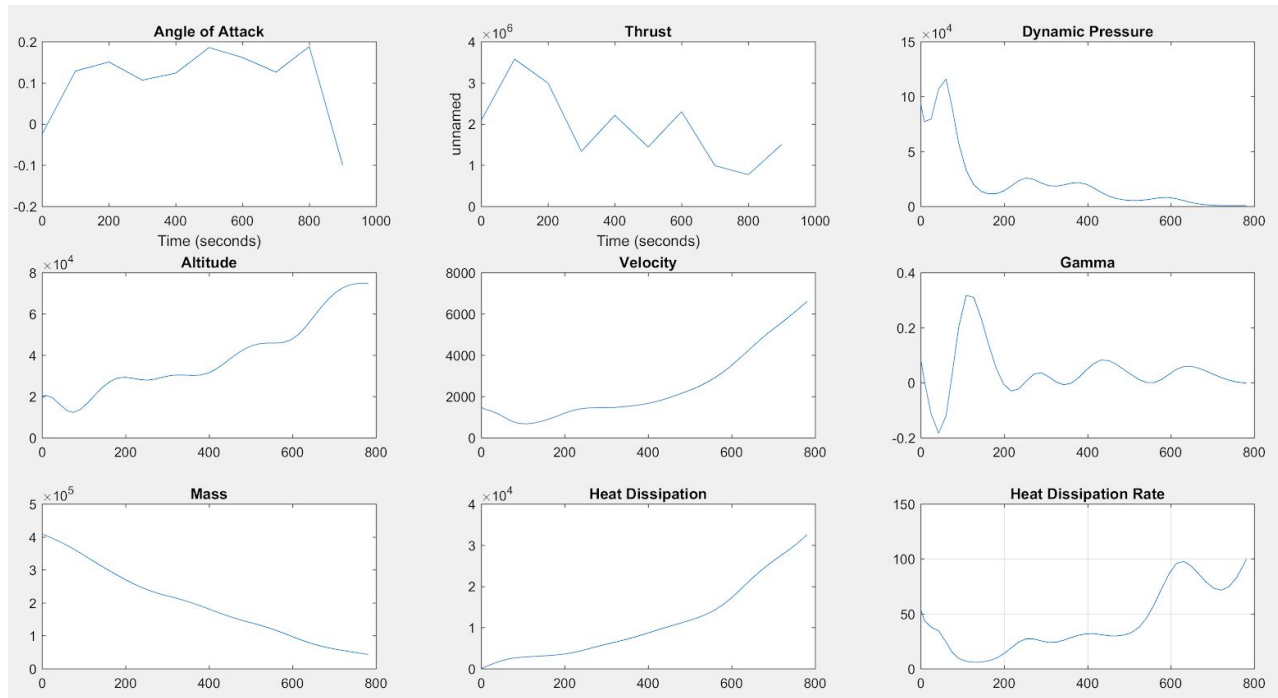 Angle of Attack
0.2
0.1
0
-0.1
-0.2
0 200 400 600 800 1000
Time (seconds)
Thrust
×10⁶
4
3
2
1
0
unnamed
0 200 400 600 800 1000
Time (seconds)
Dynamic Pressure
×10⁴
15
10
5
0
0 200 400 600 800
Altitude
×10⁴
8
6
4
2
0
0 200 400 600 800
Velocity
8000
6000
4000
2000
0
0 200 400 600 800
Gamma
0.4
0.2
0
-0.2
0 200 400 600 800
Mass
×10⁵
5
4
3
2
1
0
0 200 400 600 800
Heat Dissipation
×10⁴
4
3
2
1
0
0 200 400 600 800
Heat Dissipation Rate
150
100
50
0
0 200 400 600 800